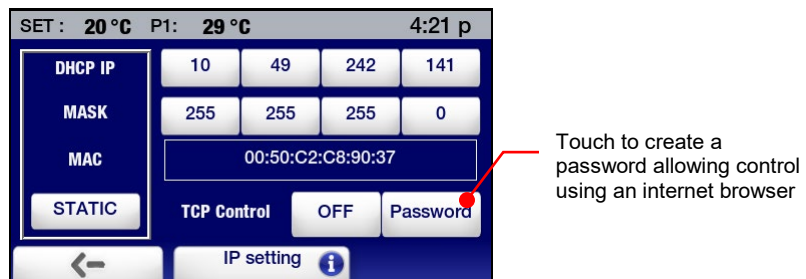 SET : 20 °C P1: 29 °C 4:21 p
DHCP IP 10 49 242 141
MASK 255 255 255 0
MAC 00:50:C2:C8:90:37
STATIC TCP Control OFF Password
IP setting i
Touch to create a
password allowing control
using an internet browser